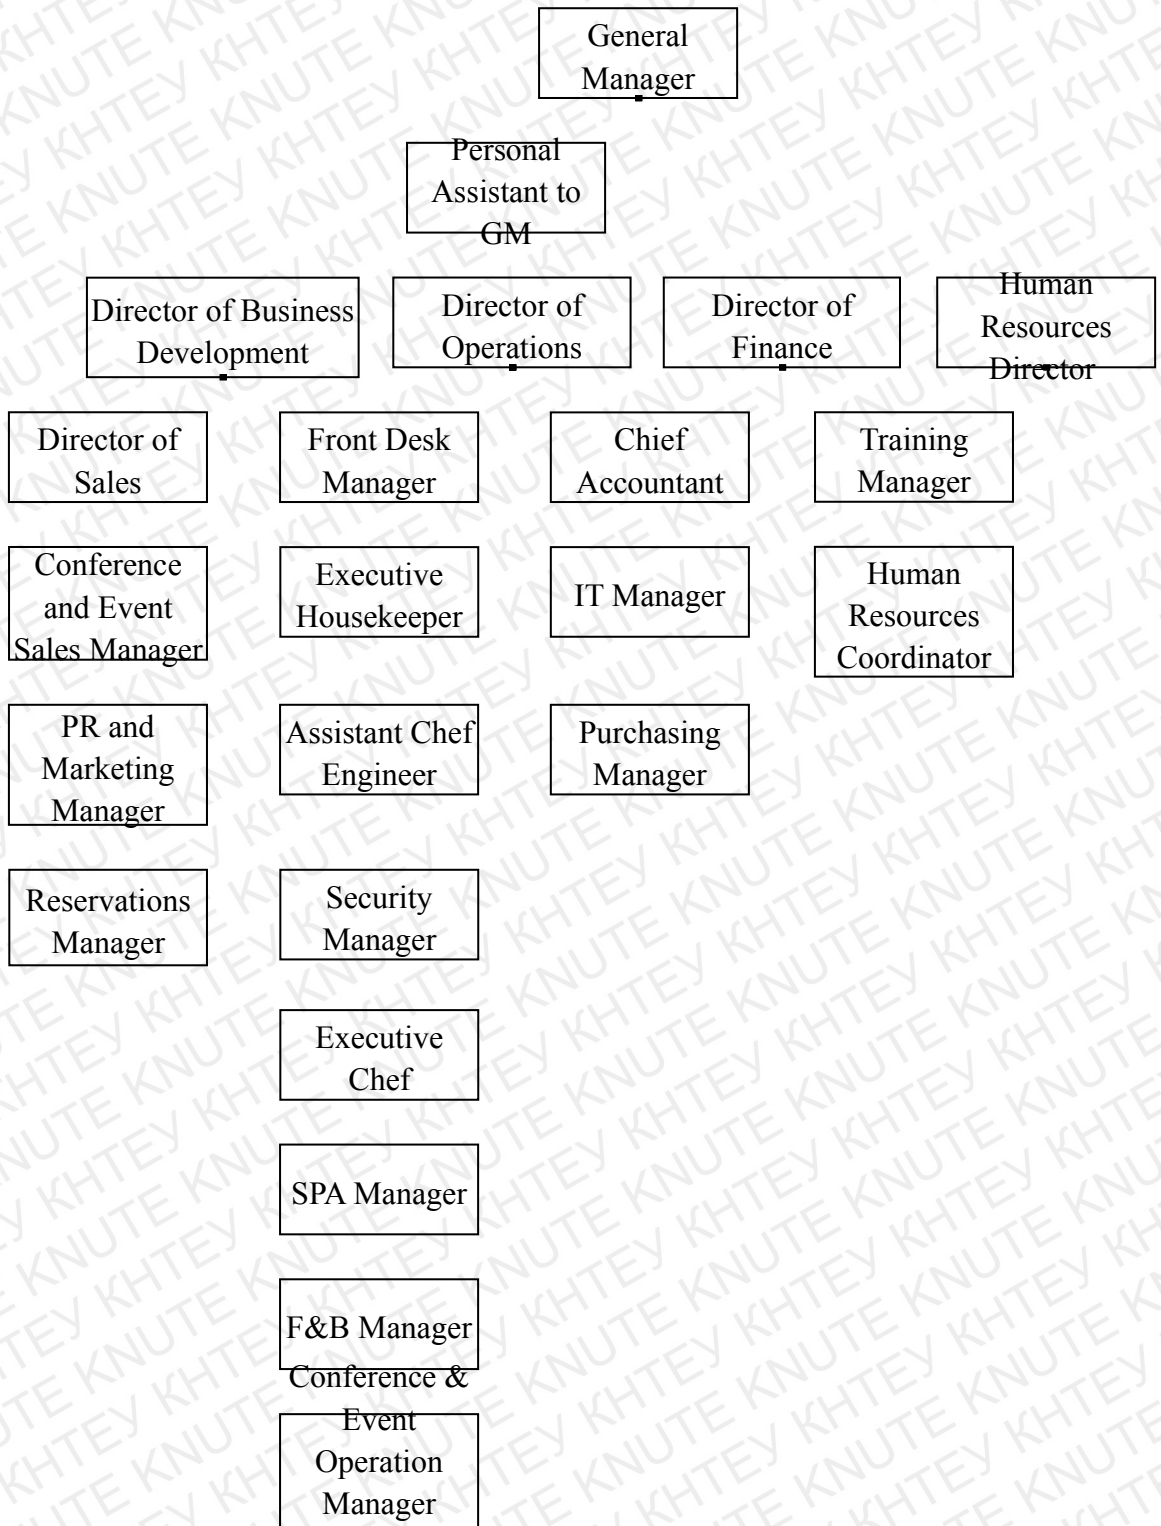 General
Manager
Personal
Assistant to
GM
Director of Business
Development
Director of
Operations
Director of
Finance
Human
Resources
Director
Director of
Sales
Front Desk
Manager
Chief
Accountant
Training
Manager
Conference
and Event
Sales Manager
Executive
Housekeeper
IT Manager
Human
Resources
Coordinator
PR and
Marketing
Manager
Assistant Chef
Engineer
Purchasing
Manager
Reservations
Manager
Security
Manager
Executive
Chef
SPA Manager
F&B Manager
Conference &
Event
Operation
Manager